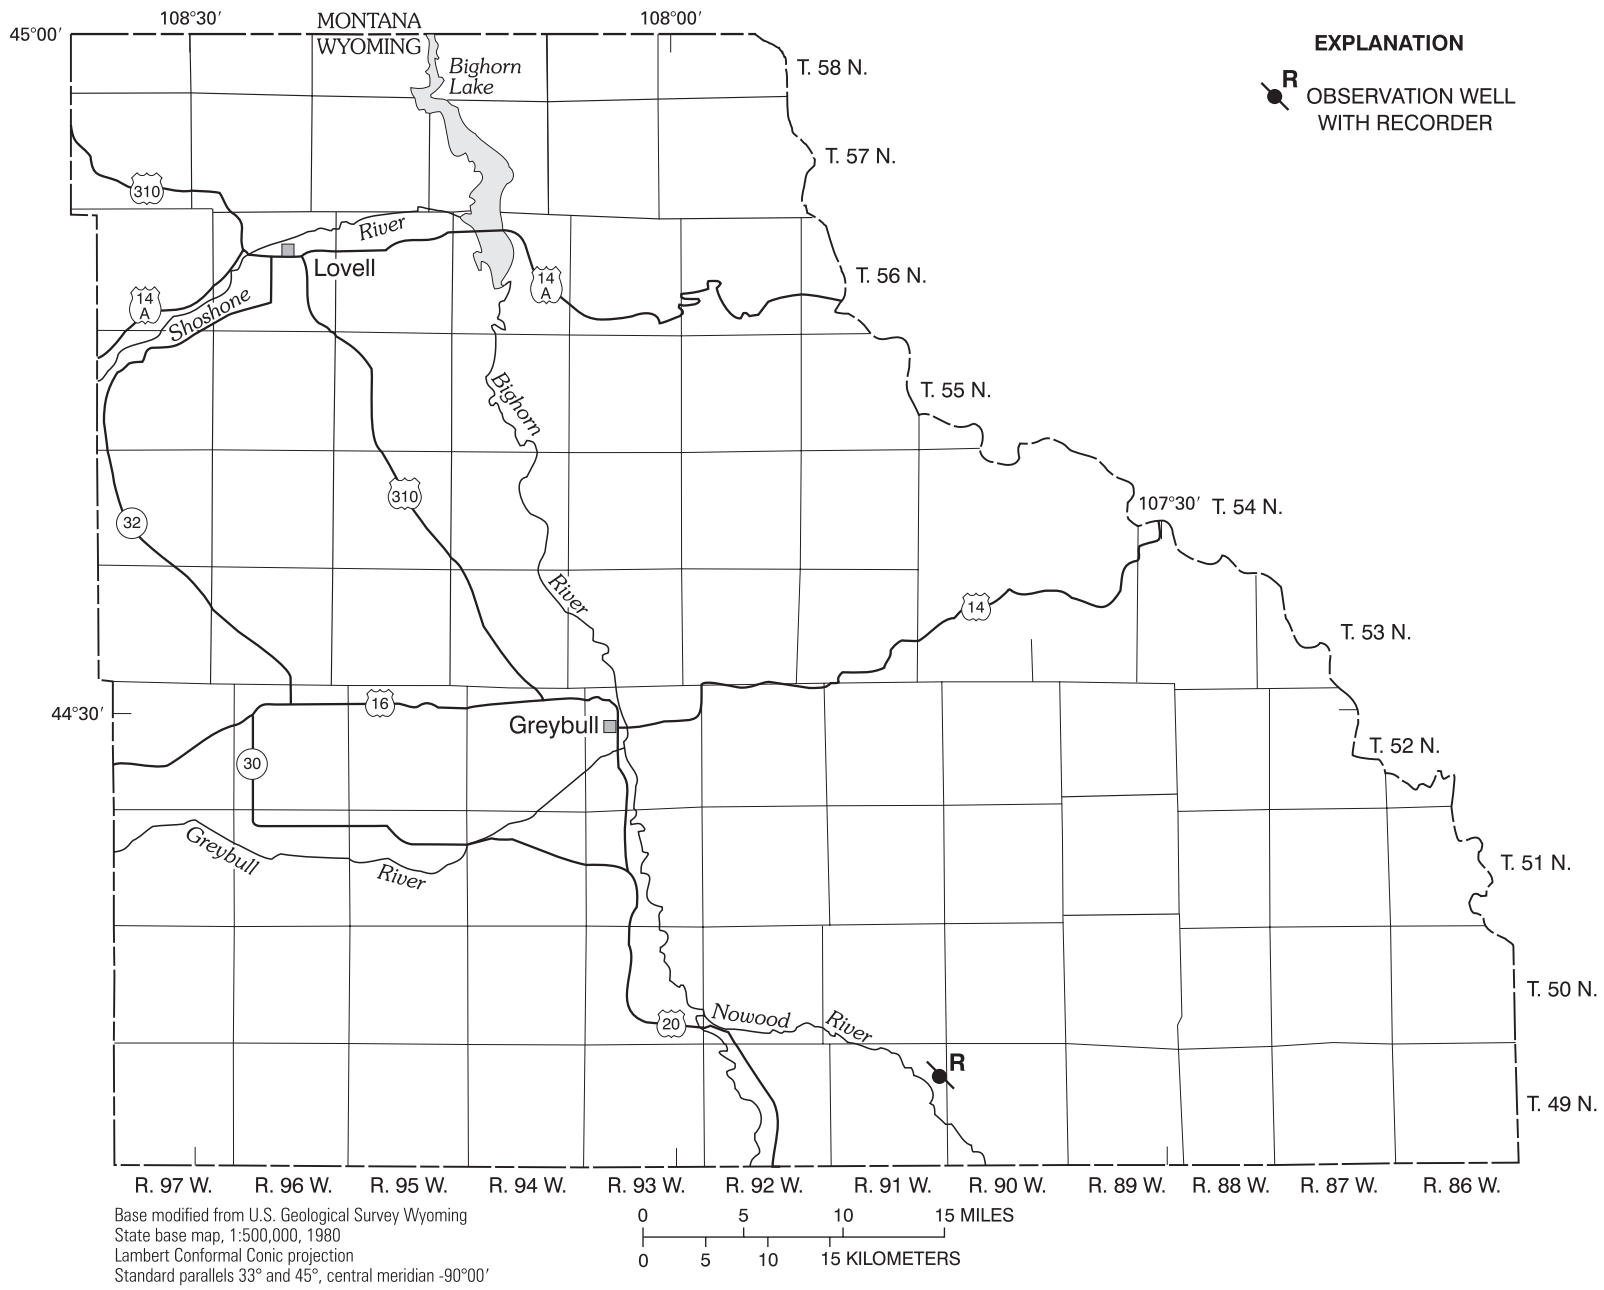 108°30′
MONTANA
108°00′
45°00′
WYOMING
EXPLANATION
Bighorn
Lake
T. 58 N.
R
OBSERVATION WELL
WITH RECORDER
T. 57 N.
310
River
Lovell
14
A
14
A
T. 56 N.
Shoshone
Bighorn
T. 55 N.
310
107°30′
T. 54 N.
32
River
14
T. 53 N.
16
44°30′
Greybull
T. 52 N.
30
Greybull
River
T. 51 N.
T. 50 N.
Nowood
River
20
R
T. 49 N.
R. 97 W.
R. 96 W.
R. 95 W.
R. 94 W.
R. 93 W.
R. 92 W.
R. 91 W.
R. 90 W.
R. 89 W.
R. 88 W.
R. 87 W.
R. 86 W.
Base modified from U.S. Geological Survey Wyoming
State base map, 1:500,000, 1980
Lambert Conformal Conic projection
Standard parallels 33° and 45°, central meridian -90°00′
0 5 10 15 MILES
0 5 10 15 KILOMETERS